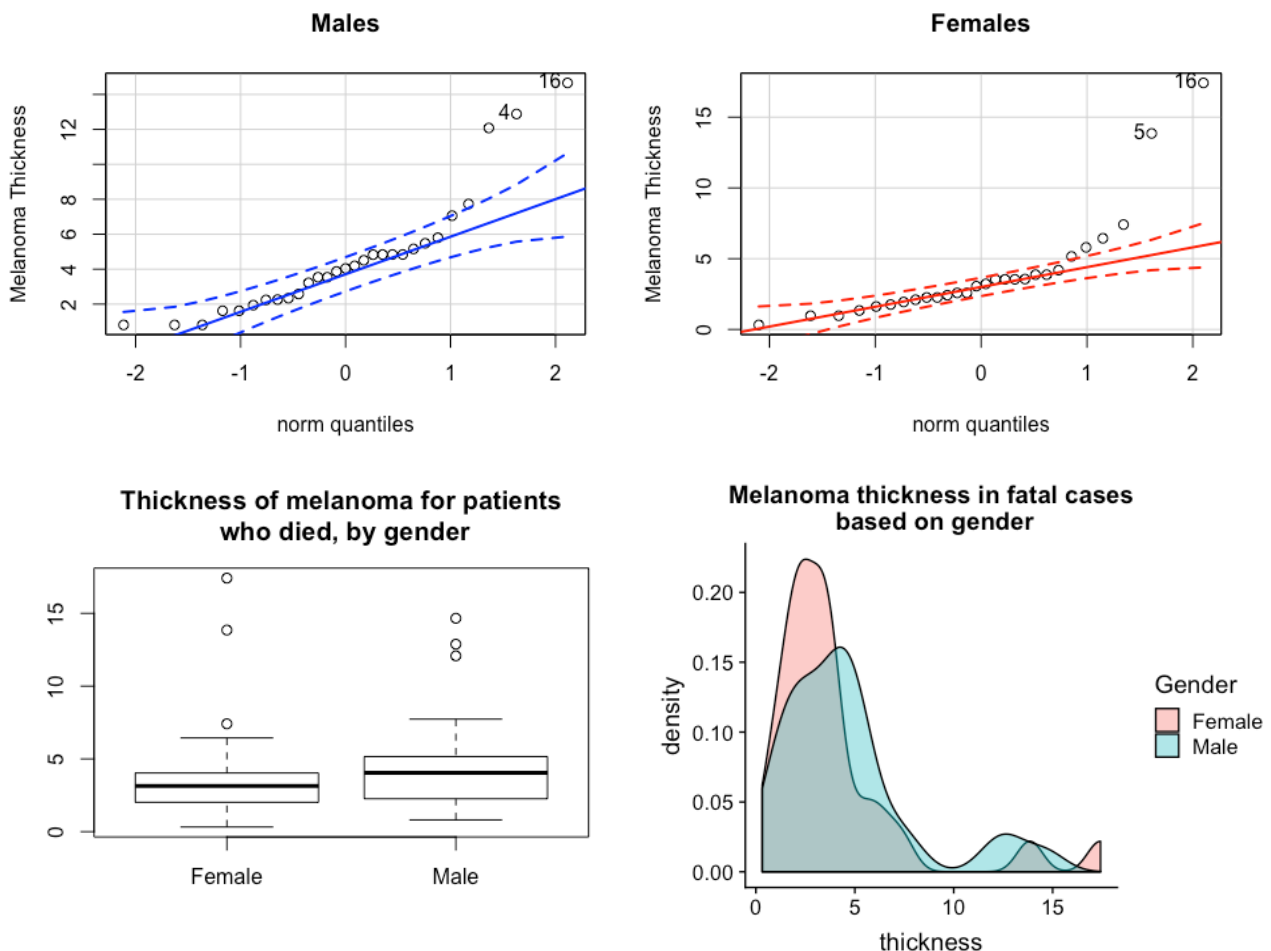 Males
Melanoma Thickness
2
4
6
8
12
16
4
-2
-1
0
1
2
norm quantiles
Females
Melanoma Thickness
0
5
10
15
16
5
-2
-1
0
1
2
norm quantiles
Thickness of melanoma for patients
who died, by gender
0
5
10
15
Female
Male
Melanoma thickness in fatal cases
based on gender
density
0.20
0.15
0.10
0.05
0.00
0
5
10
15
thickness
Gender
Female
Male